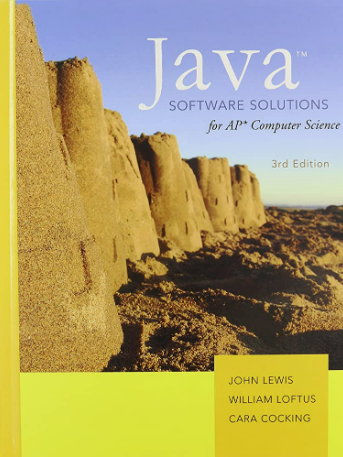 Java™
SOFTWARE SOLUTIONS
for AP* Computer Science
3rd Edition
JOHN LEWIS
WILLIAM LOFTUS
CARA COCKING